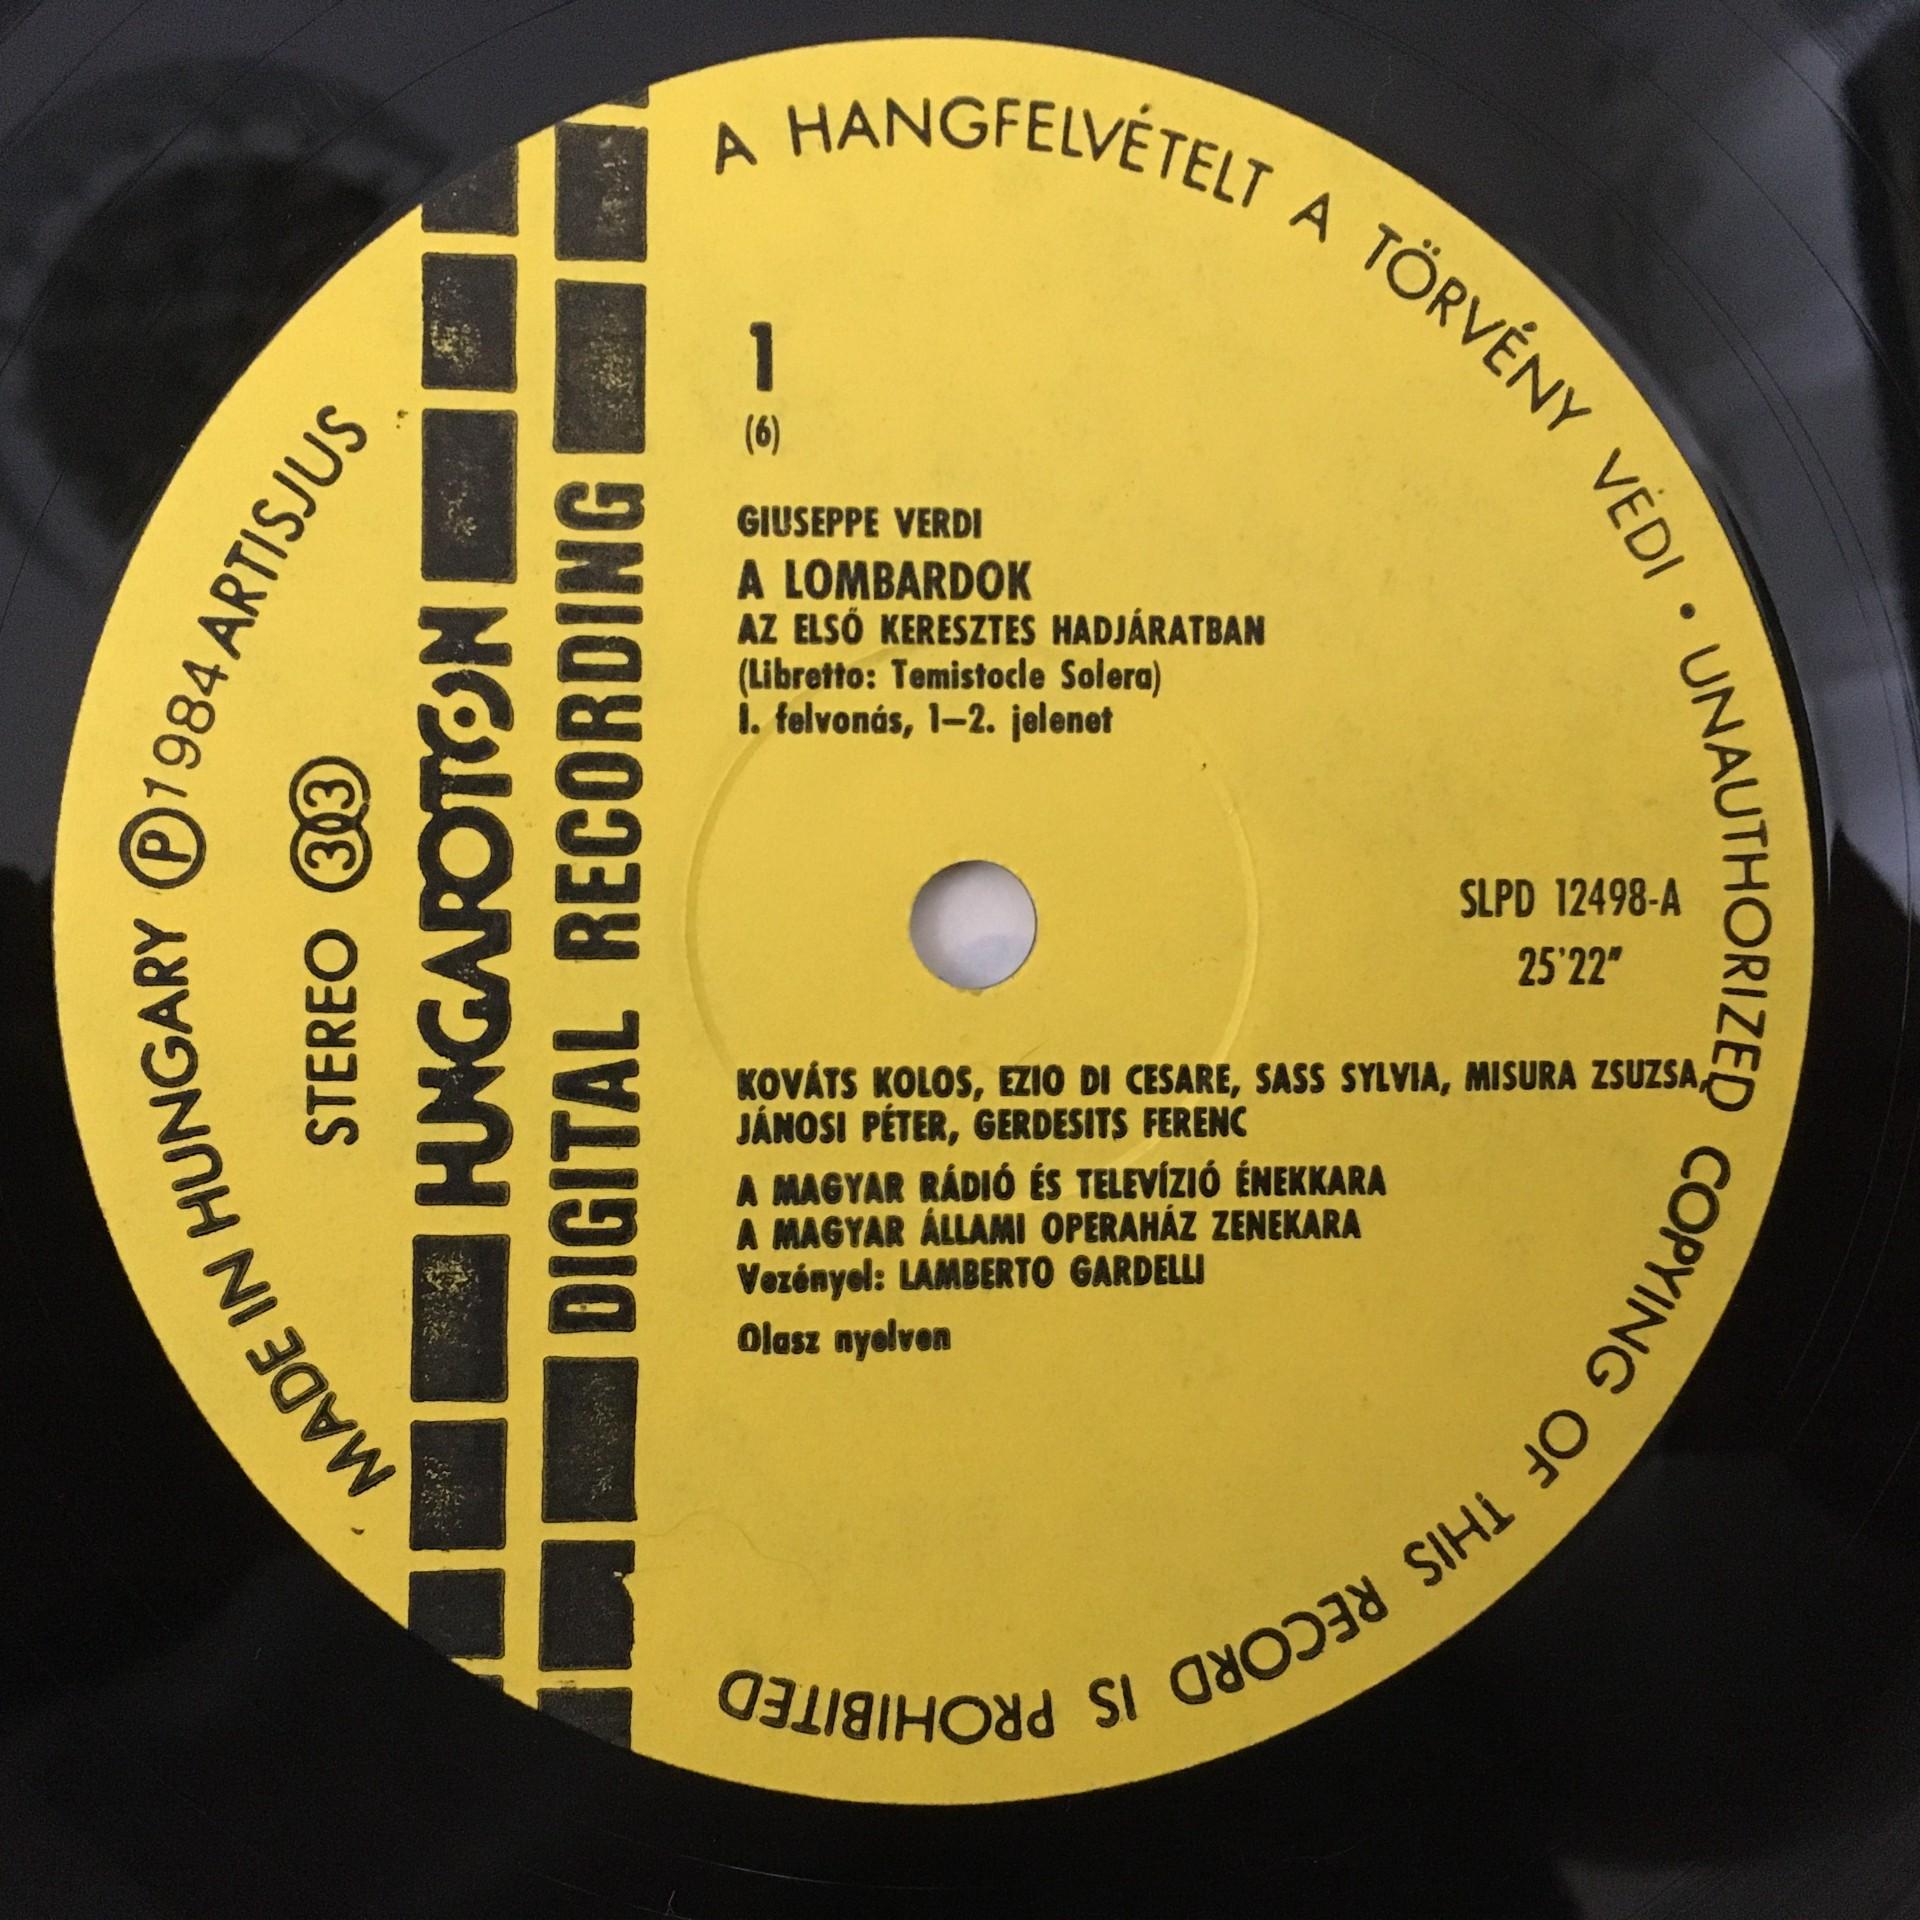 A HANGFELVÉTELT A TÖRVÉNY VÉDI • UNAUTHORIZED COPYING OF THIS RECORD IS PROHIBITED
MADE IN HUNGARY Ⓟ 1984 ARTISJUS
STEREO 33
HUNGAROTON
DIGITAL RECORDING
1
(6)
GIUSEPPE VERDI
A LOMBARDOK
AZ ELSŐ KERESZTES HADJÁRATBAN
(Libretto: Temistocle Solera)
I. felvonás, 1–2. jelenet
SLPD 12498-A
25'22"
KOVÁTS KOLOS, EZIO DI CESARE, SASS SYLVIA, MISURA ZSUZSA,
JÁNOSI PÉTER, GERDESITS FERENC
A MAGYAR RÁDIÓ ÉS TELEVÍZIÓ ÉNEKKARA
A MAGYAR ÁLLAMI OPERAHÁZ ZENEKARA
Vezényel: LAMBERTO GARDELLI
Olasz nyelven